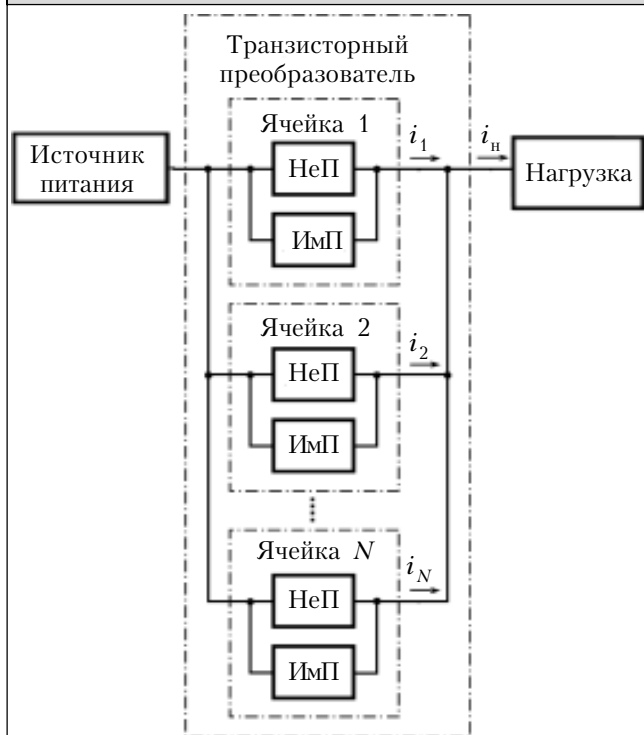 Транзисторный
преобразователь
Ячейка 1
Источник
питания
НеП
ИмП
i₁
iн
Нагрузка
Ячейка 2
НеП
ИмП
i₂
Ячейка N
НеП
ИмП
i_N